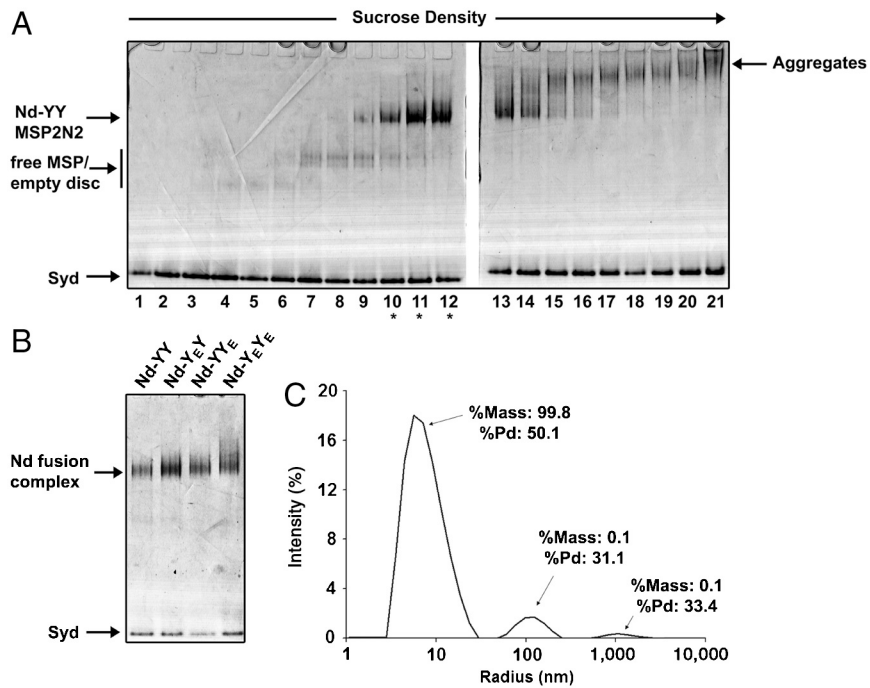 A
Sucrose Density
Nd-YY
MSP2N2
free MSP/
empty disc
Syd
Aggregates
1 2 3 4 5 6 7 8 9 10 11 12 13 14 15 16 17 18 19 20 21
* * *
B
Nd-YY Nd-YEY Nd-YYE Nd-YEYE
Nd fusion
complex
Syd
C
Intensity (%)
20
16
12
8
4
0
%Mass: 99.8
%Pd: 50.1
%Mass: 0.1
%Pd: 31.1
%Mass: 0.1
%Pd: 33.4
1 10 100 1,000 10,000
Radius (nm)